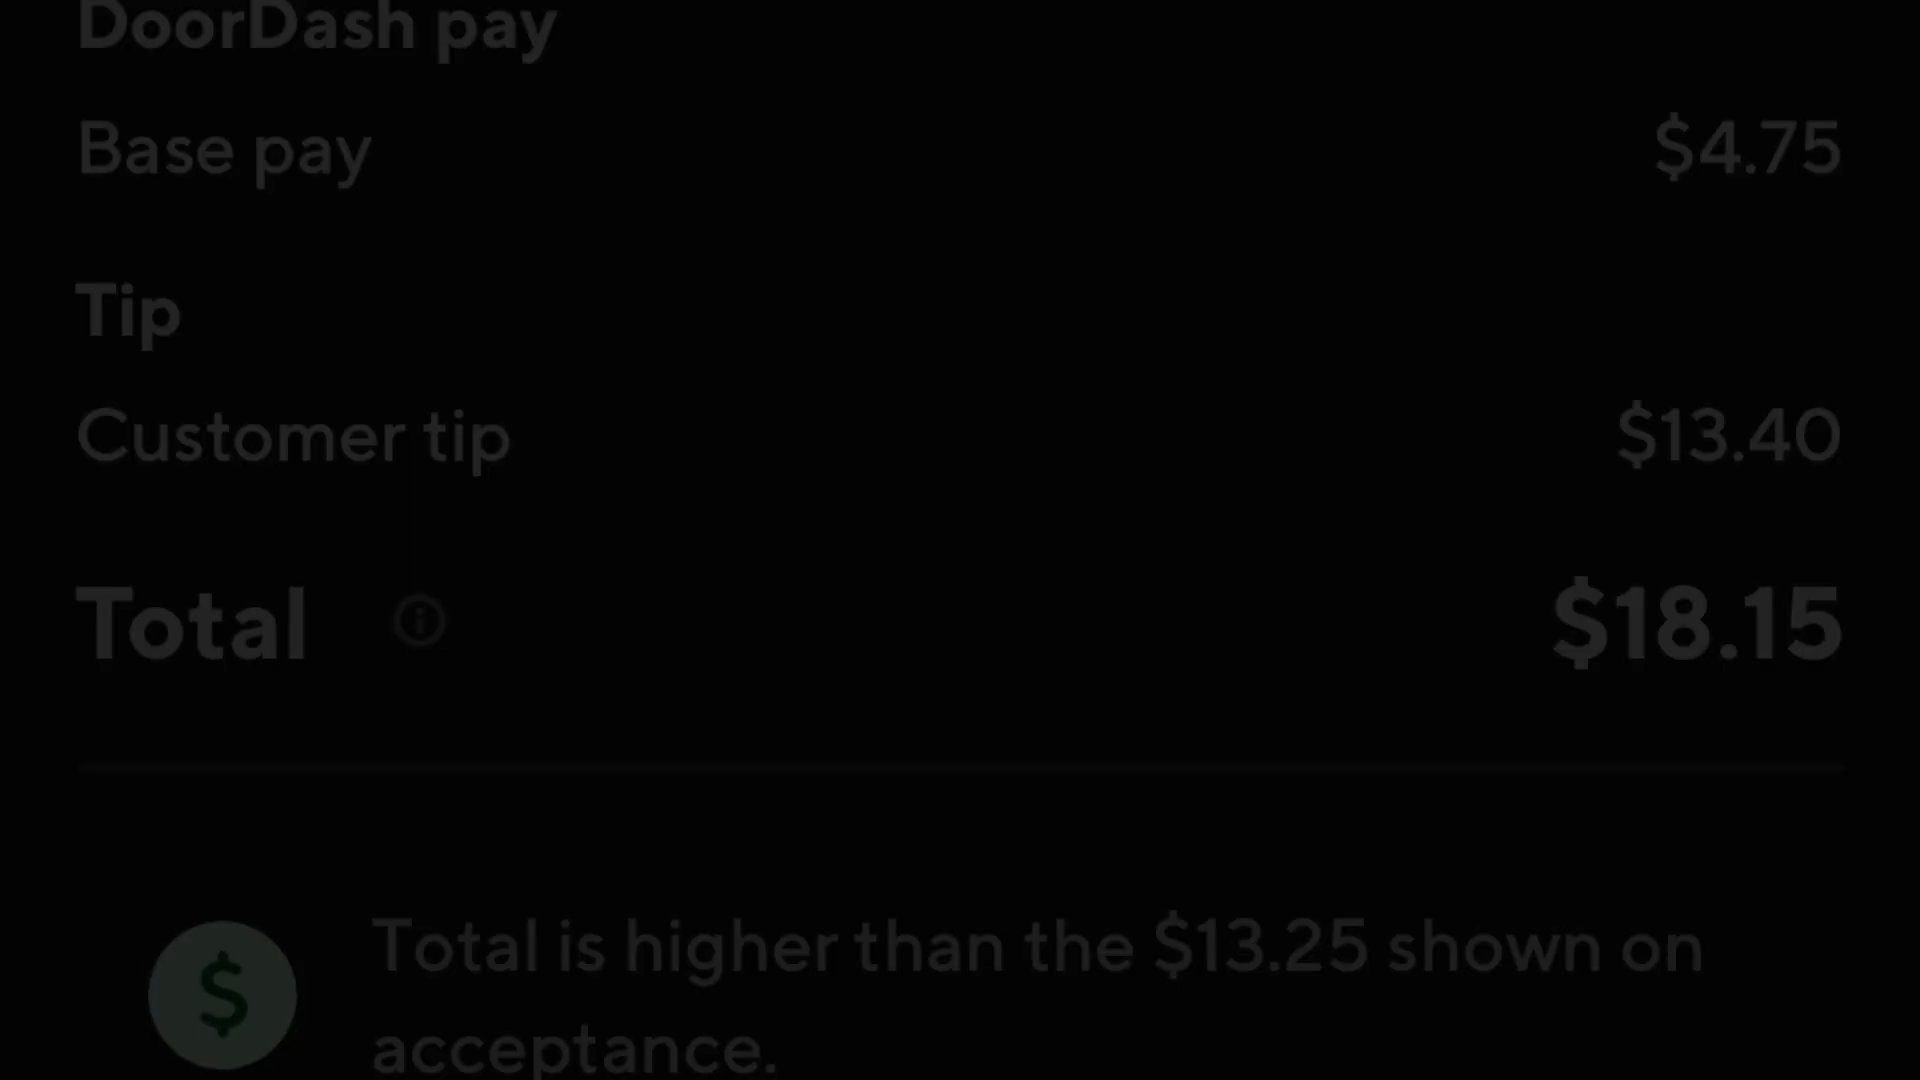 DoorDash pay
Base pay $4.75
Tip
Customer tip $13.40
Total $18.15
$ Total is higher than the $13.25 shown on
acceptance.